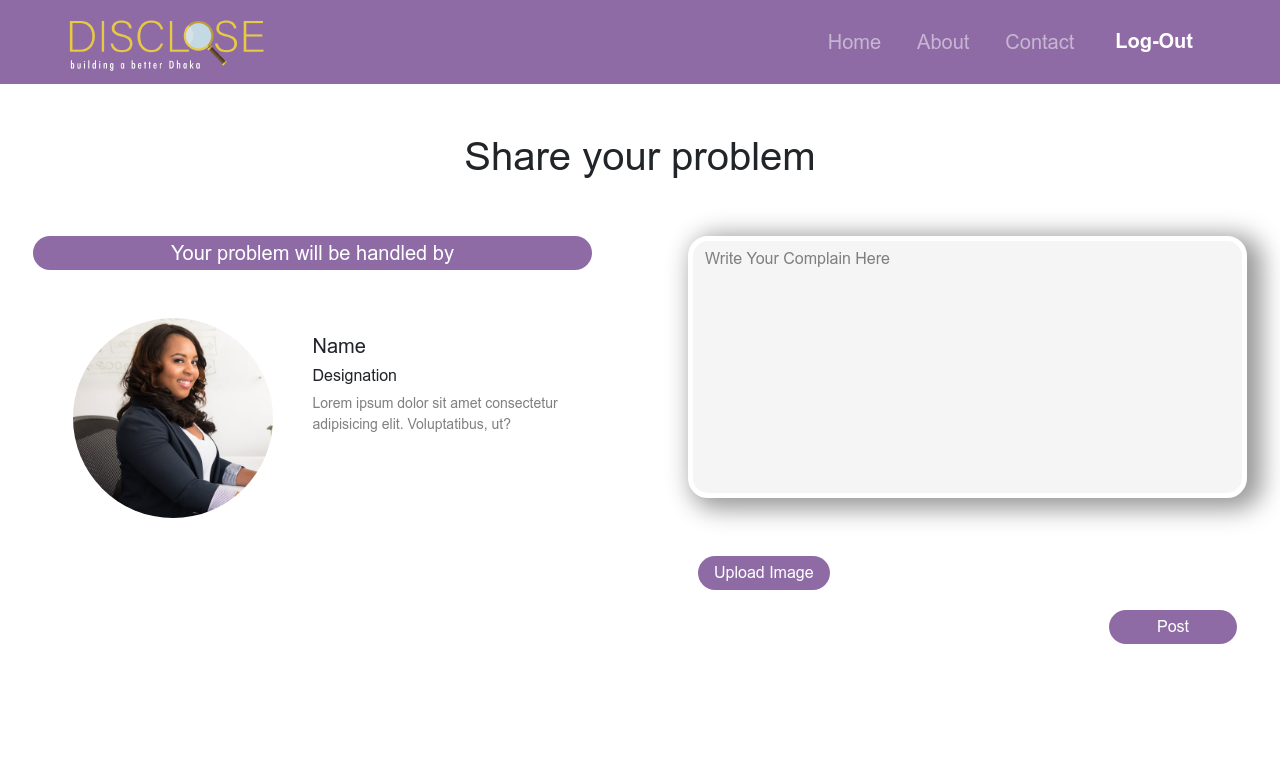 DISCLOSE
building a better Dhaka
Home
About
Contact
Log-Out
Share your problem
Your problem will be handled by
Name
Designation
Lorem ipsum dolor sit amet consectetur
adipisicing elit. Voluptatibus, ut?
Write Your Complain Here
Upload Image
Post